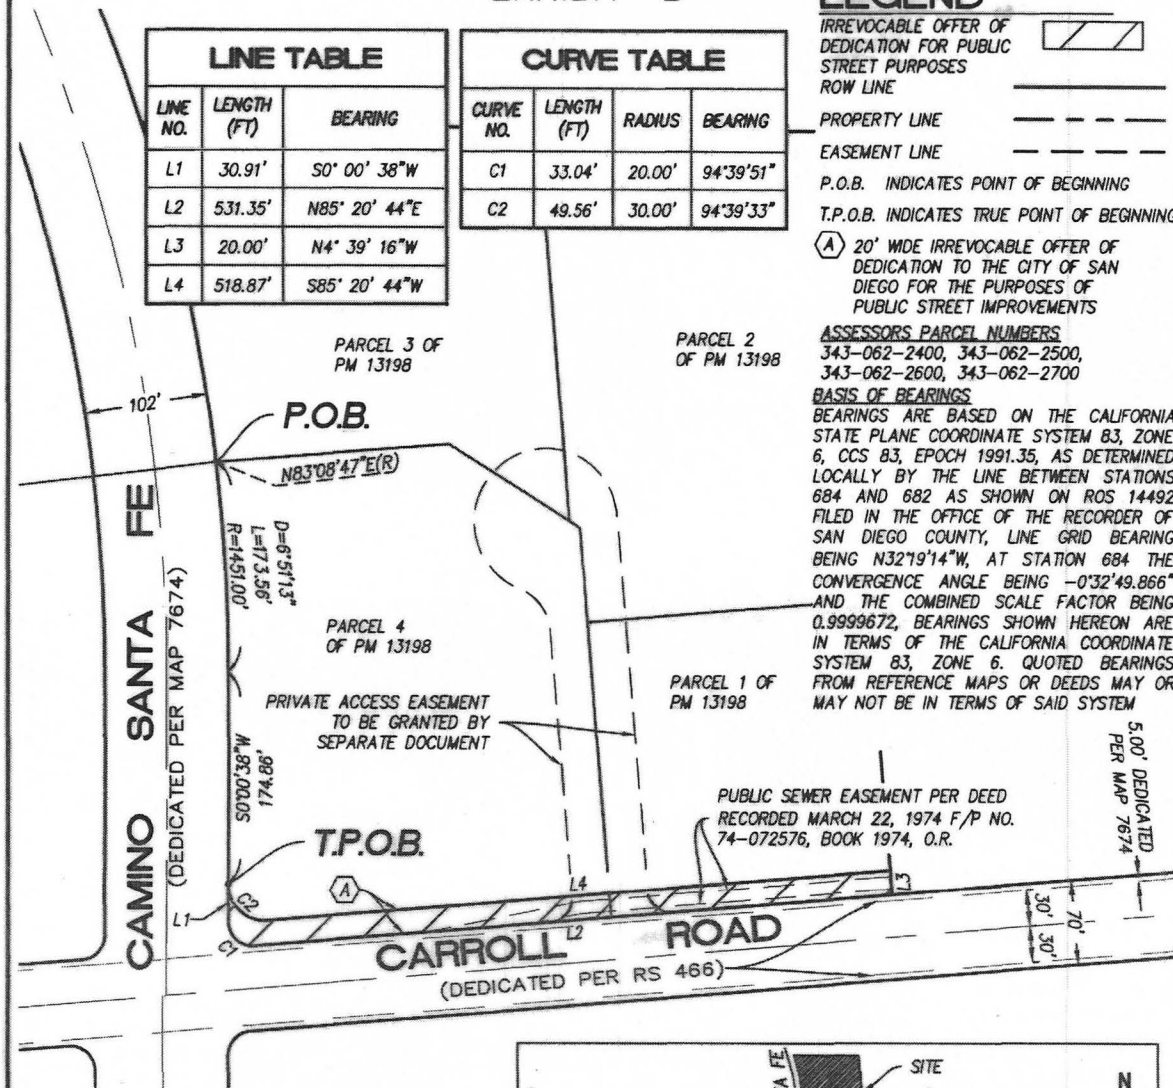 LEGEND
LINE TABLE
LINE NO. LENGTH (FT) BEARING
L1 30.91' S0° 00' 38"W
L2 531.35' N85° 20' 44"E
L3 20.00' N4° 39' 16"W
L4 518.87' S85° 20' 44"W
CURVE TABLE
CURVE NO. LENGTH (FT) RADIUS BEARING
C1 33.04' 20.00' 94°39'51"
C2 49.56' 30.00' 94°39'33"
IRREVOCABLE OFFER OF
DEDICATION FOR PUBLIC
STREET PURPOSES
ROW LINE
PROPERTY LINE
EASEMENT LINE
P.O.B. INDICATES POINT OF BEGINNING
T.P.O.B. INDICATES TRUE POINT OF BEGINNING
A 20' WIDE IRREVOCABLE OFFER OF
DEDICATION TO THE CITY OF SAN
DIEGO FOR THE PURPOSES OF
PUBLIC STREET IMPROVEMENTS
ASSESSORS PARCEL NUMBERS
343-062-2400, 343-062-2500,
343-062-2600, 343-062-2700
BASIS OF BEARINGS
BEARINGS ARE BASED ON THE CALIFORNIA
STATE PLANE COORDINATE SYSTEM 83, ZONE
6, CCS 83, EPOCH 1991.35, AS DETERMINED
LOCALLY BY THE LINE BETWEEN STATIONS
684 AND 682 AS SHOWN ON ROS 14492
FILED IN THE OFFICE OF THE RECORDER OF
SAN DIEGO COUNTY, LINE GRID BEARING
BEING N32°19'14"W, AT STATION 684 THE
CONVERGENCE ANGLE BEING -0°32'49.866"
AND THE COMBINED SCALE FACTOR BEING
0.9999672, BEARINGS SHOWN HEREON ARE
IN TERMS OF THE CALIFORNIA COORDINATE
SYSTEM 83, ZONE 6. QUOTED BEARINGS
FROM REFERENCE MAPS OR DEEDS MAY OR
MAY NOT BE IN TERMS OF SAID SYSTEM
PARCEL 3 OF
PM 13198
PARCEL 2
OF PM 13198
102'
P.O.B.
N83°08'47"E(R)
D=6°51'13"
L=173.56'
R=1451.00'
CAMINO SANTA FE
(DEDICATED PER MAP 7674)
PARCEL 4
OF PM 13198
PRIVATE ACCESS EASEMENT
TO BE GRANTED BY
SEPARATE DOCUMENT
PARCEL 1 OF
PM 13198
S0°00'38"W
174.86'
5.00' DEDICATED
PER MAP 7674
PUBLIC SEWER EASEMENT PER DEED
RECORDED MARCH 22, 1974 F/P NO.
74-072576, BOOK 1974, O.R.
T.P.O.B.
A
L4
L3
C2
L1
C1
L2
30'
30'
70'
CARROLL ROAD
(DEDICATED PER RS 466)
SITE
N